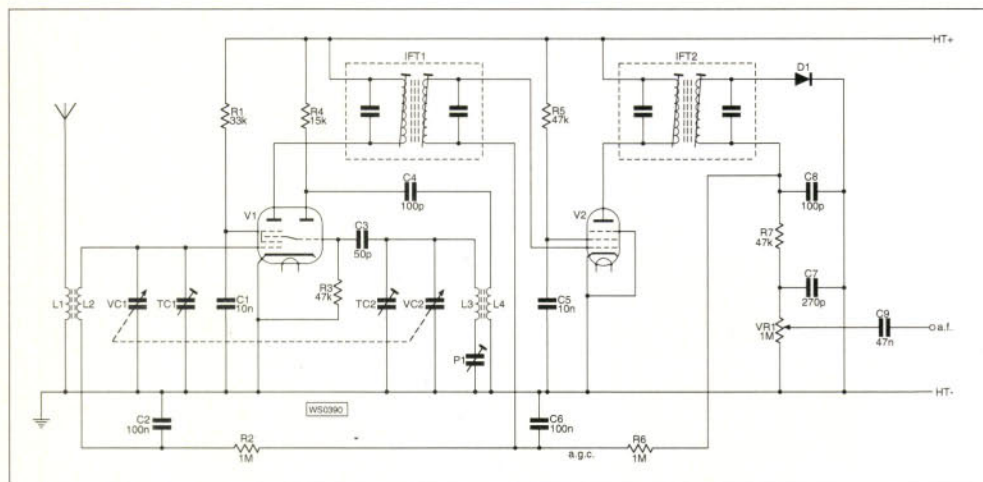 HT+
IFT1
IFT2
D1
R1
33k
R4
15k
R5
47k
C4
100p
C8
100p
V1
C3
50p
V2
R7
47k
L1
L2
VC1
TC1
C1
10n
R3
47k
TC2
VC2
L3
L4
C5
10n
C7
270p
P1
VR1
1M
C9
47n
a.f.
HT-
WS0390
C2
100n
C6
100n
R2
1M
a.g.c.
R6
1M